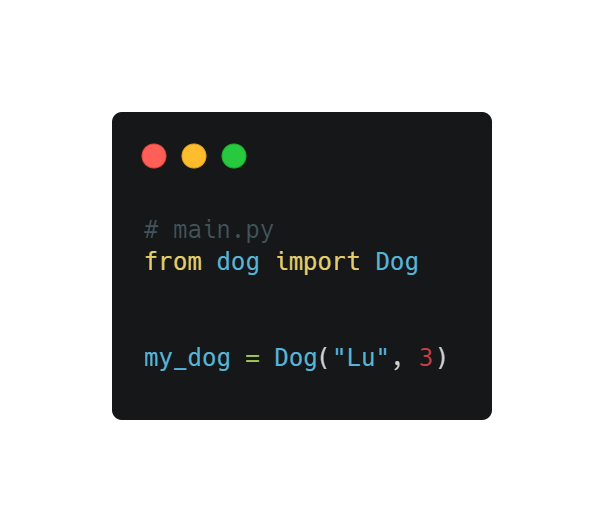 # main.py
from dog import Dog
my_dog = Dog("Lu", 3)